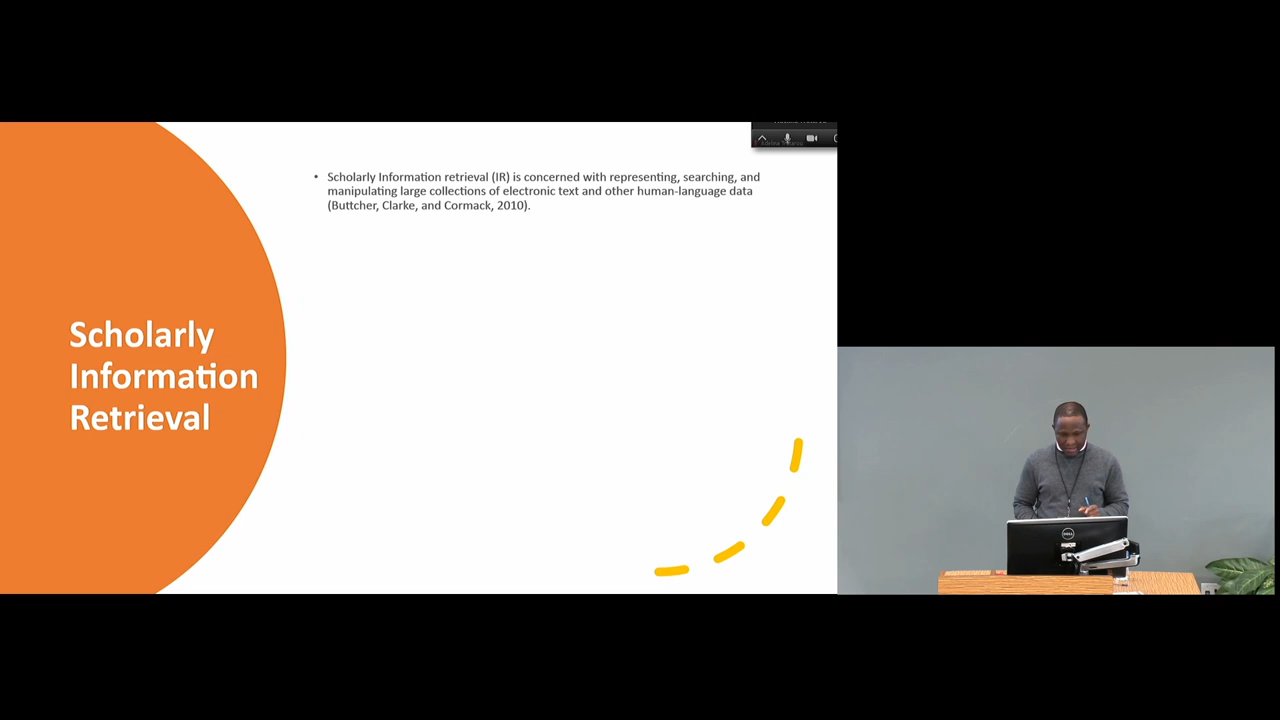 Scholarly
Information
Retrieval
• Scholarly Information retrieval (IR) is concerned with representing, searching, and
manipulating large collections of electronic text and other human-language data
(Buttcher, Clarke, and Cormack, 2010).
DELL